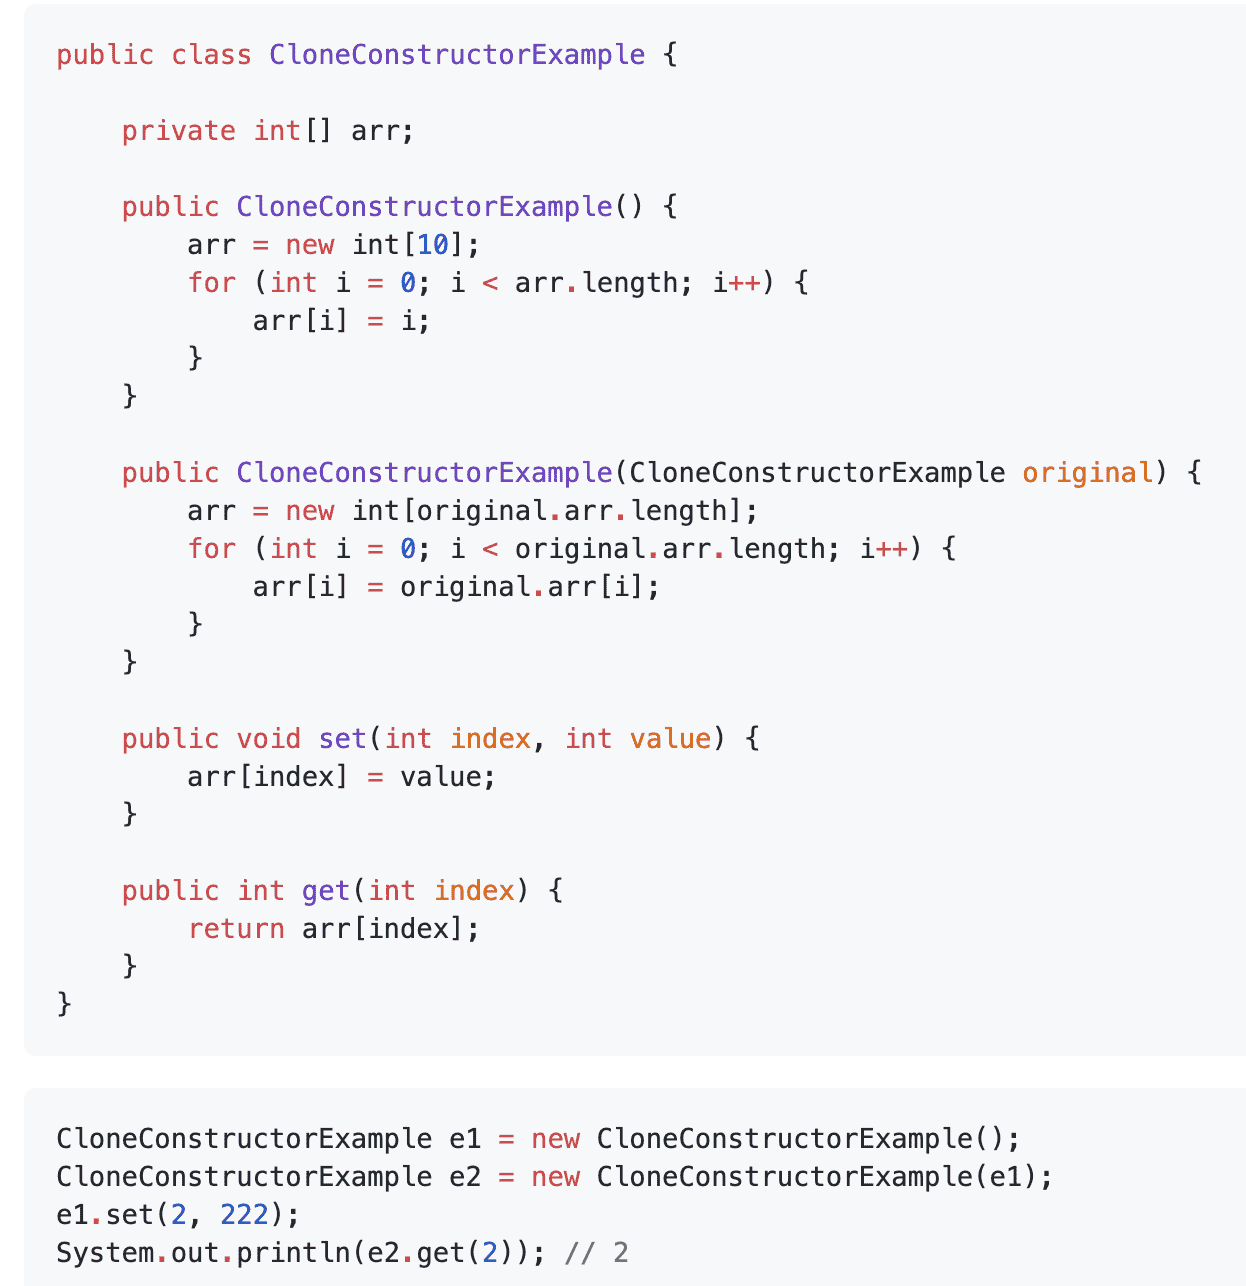 public class CloneConstructorExample {
private int[] arr;
public CloneConstructorExample() {
arr = new int[10];
for (int i = 0; i < arr.length; i++) {
arr[i] = i;
}
}
public CloneConstructorExample(CloneConstructorExample original) {
arr = new int[original.arr.length];
for (int i = 0; i < original.arr.length; i++) {
arr[i] = original.arr[i];
}
}
public void set(int index, int value) {
arr[index] = value;
}
public int get(int index) {
return arr[index];
}
}
CloneConstructorExample e1 = new CloneConstructorExample();
CloneConstructorExample e2 = new CloneConstructorExample(e1);
e1.set(2, 222);
System.out.println(e2.get(2)); // 2